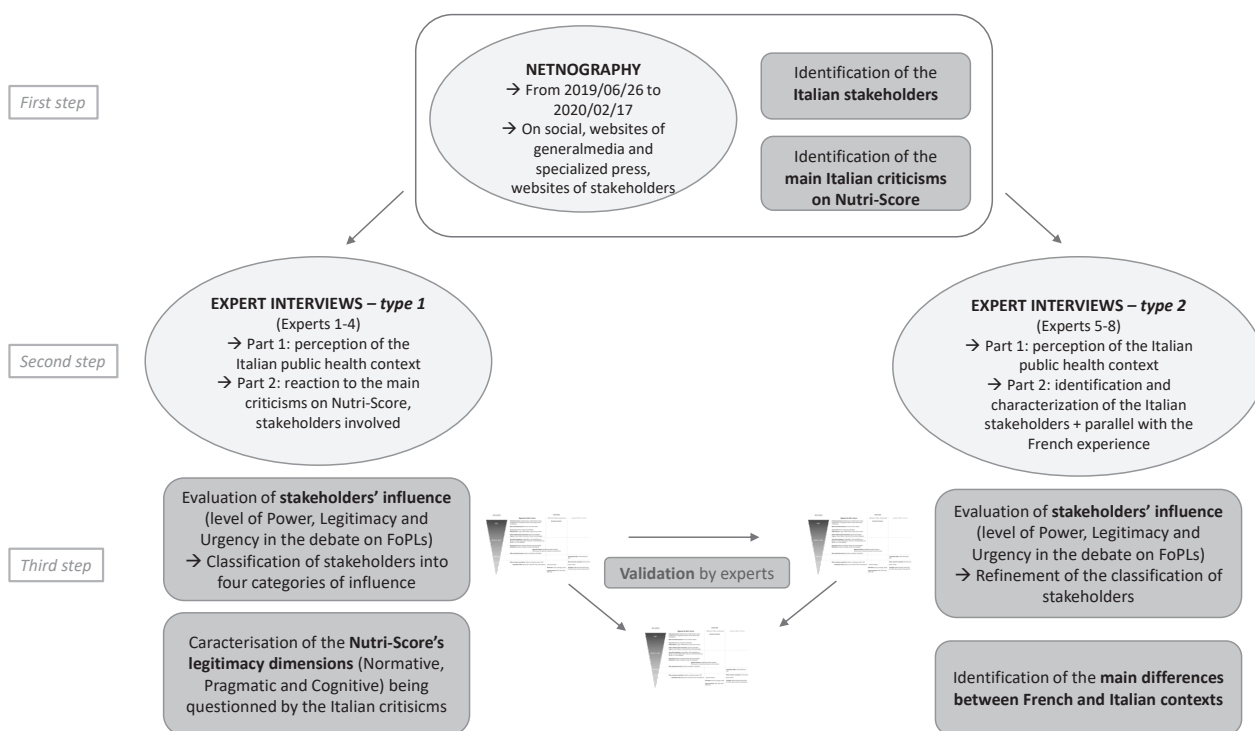 First step
NETNOGRAPHY
→ From 2019/06/26 to
2020/02/17
→ On social, websites of
generalmedia and
specialized press,
websites of stakeholders
Identification of the
Italian stakeholders
Identification of the
main Italian criticisms
on Nutri-Score
Second step
EXPERT INTERVIEWS – type 1
(Experts 1-4)
→ Part 1: perception of the
Italian public health context
→ Part 2: reaction to the main
criticisms on Nutri-Score,
stakeholders involved
EXPERT INTERVIEWS – type 2
(Experts 5-8)
→ Part 1: perception of the Italian
public health context
→ Part 2: identification and
characterization of the Italian
stakeholders + parallel with the
French experience
Third step
Evaluation of stakeholders' influence
(level of Power, Legitimacy and
Urgency in the debate on FoPLs)
→ Classification of stakeholders into
four categories of influence
Validation by experts
Evaluation of stakeholders' influence
(level of Power, Legitimacy and
Urgency in the debate on FoPLs)
→ Refinement of the classification of
stakeholders
Caracterisation of the Nutri-Score's
legitimacy dimensions (Normative,
Pragmatic and Cognitive) being
questionned by the Italian critisicms
Identification of the main differences
between French and Italian contexts